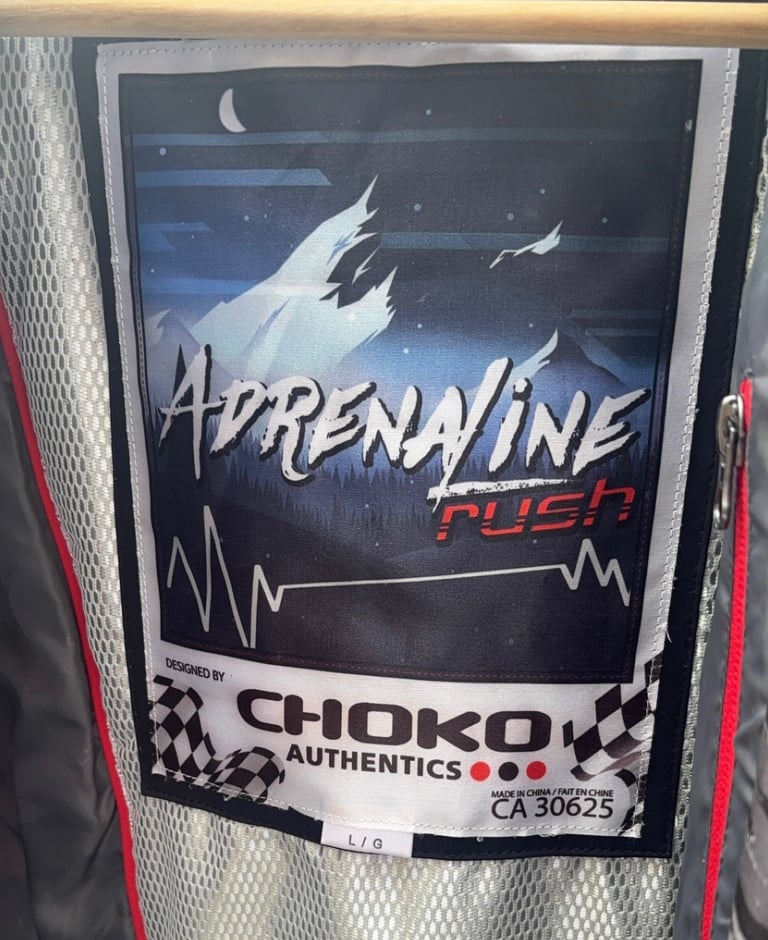 ADRENALiNE
rush
DESIGNED BY
CHOKO
AUTHENTICS
MADE IN CHINA / FAIT EN CHINE
CA 30625
L / G